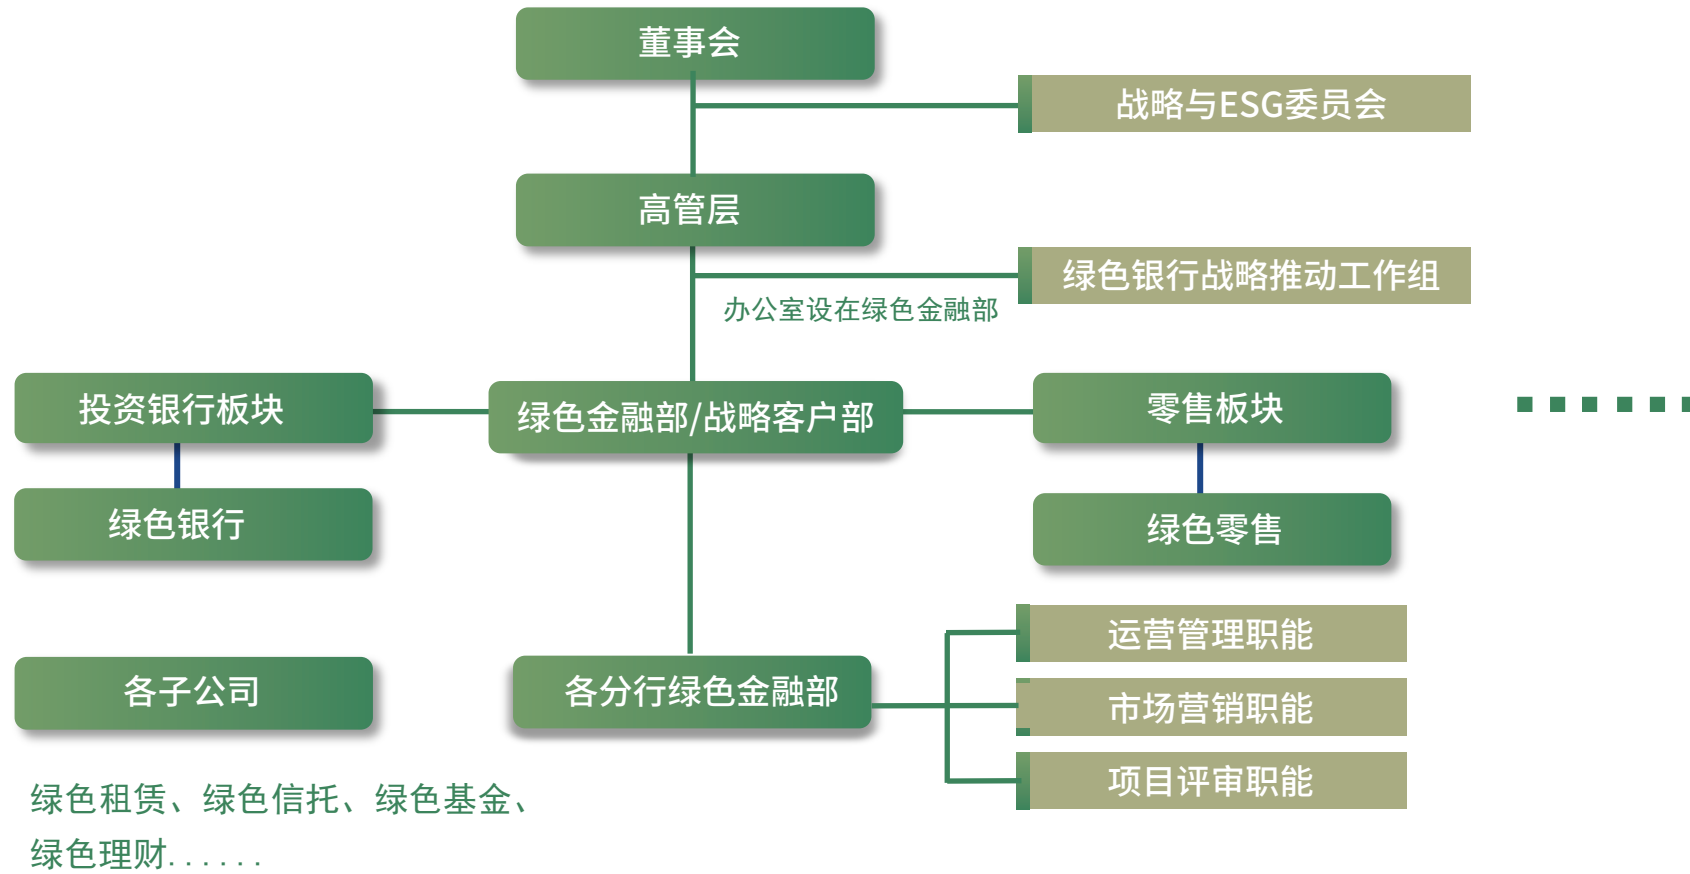 董事会
战略与ESG委员会
高管层
绿色银行战略推动工作组
办公室设在绿色金融部
投资银行板块
绿色金融部/战略客户部
零售板块
绿色银行
绿色零售
各子公司
各分行绿色金融部
运营管理职能
市场营销职能
项目评审职能
绿色租赁、绿色信托、绿色基金、
绿色理财......